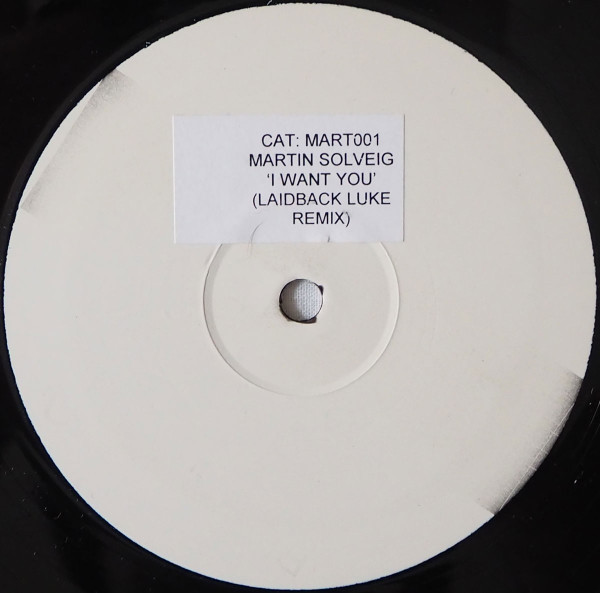 CAT: MART001
MARTIN SOLVEIG
‘I WANT YOU’
(LAIDBACK LUKE
REMIX)